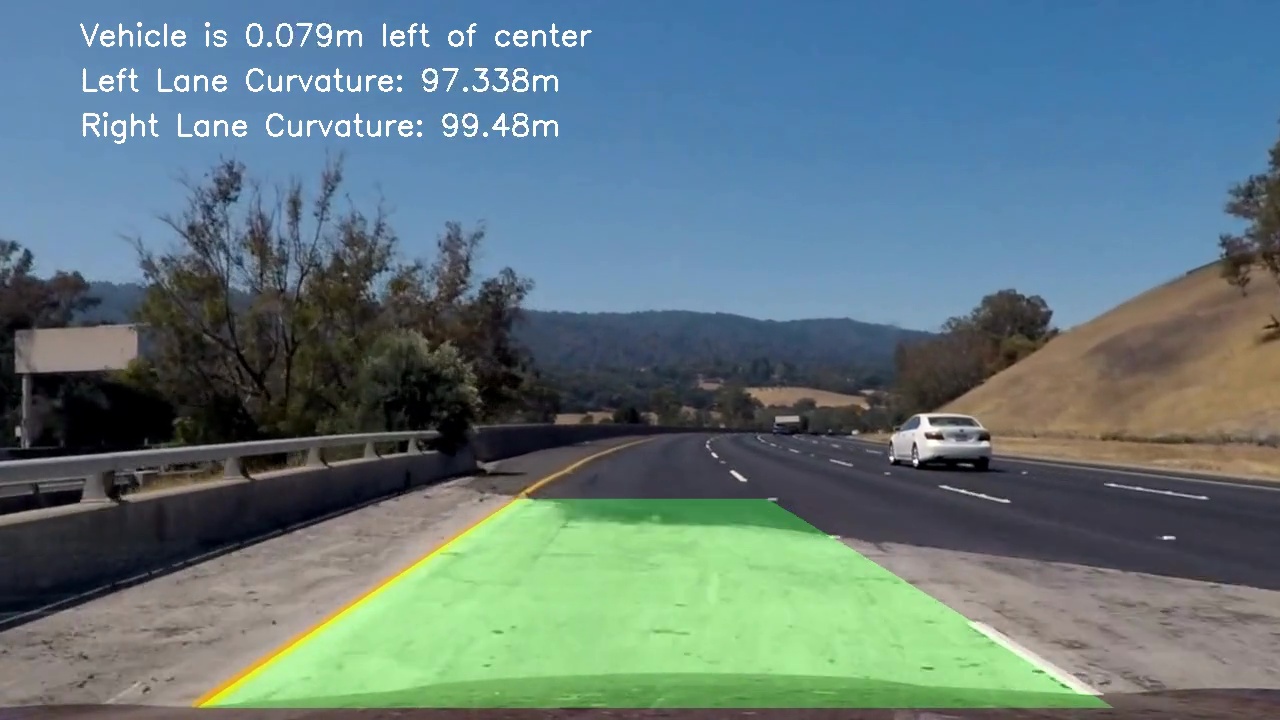 Vehicle is 0.079m left of center
Left Lane Curvature: 97.338m
Right Lane Curvature: 99.48m